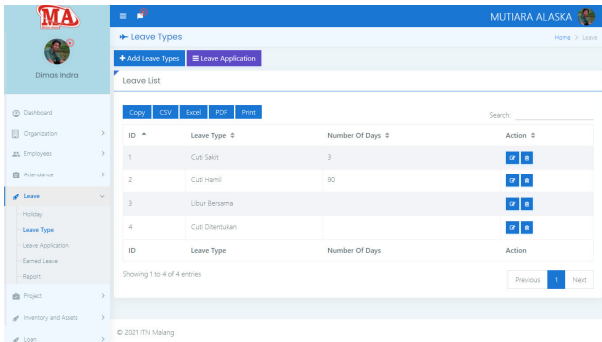 MA
MUTIARA ALASKA
Leave Types
Home > Leave
Dimas Indra
+ Add Leave Types
Leave Application
Leave List
Dashboard
Organization
Employees
Attendance
Leave
Holiday
Leave Type
Leave Application
Earned Leave
Report
Project
Inventory and Assets
Loan
Copy CSV Excel PDF Print
Search:
ID Leave Type Number Of Days Action
1 Cuti Sakit 3
2 Cuti Hamil 90
3 Libur Bersama
4 Cuti Ditentukan
ID Leave Type Number Of Days Action
Showing 1 to 4 of 4 entries
Previous 1 Next
© 2021 ITN Malang